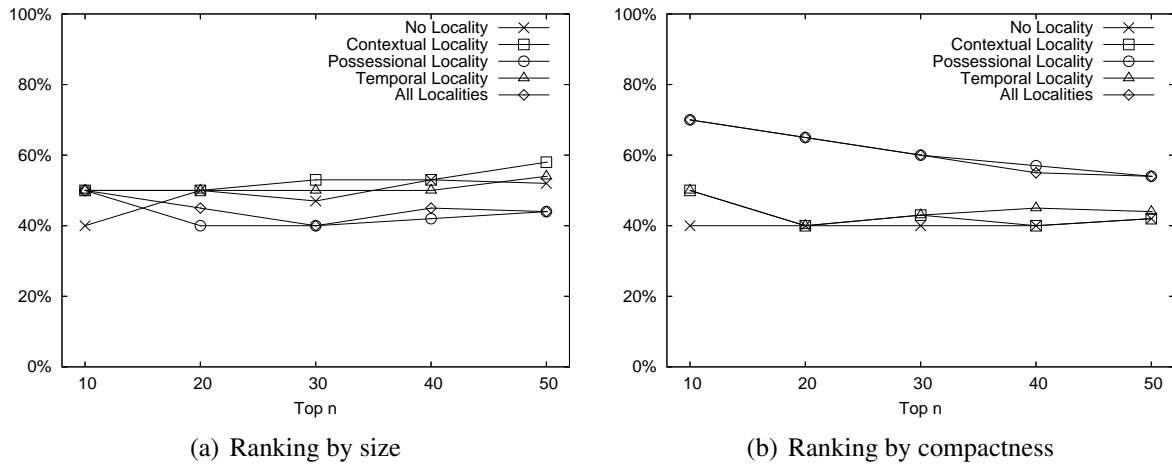 100%
80%
60%
40%
20%
0%
No Locality
Contextual Locality
Possessional Locality
Temporal Locality
All Localities
10 20 30 40 50
Top n
(a) Ranking by size
100%
80%
60%
40%
20%
0%
No Locality
Contextual Locality
Possessional Locality
Temporal Locality
All Localities
10 20 30 40 50
Top n
(b) Ranking by compactness